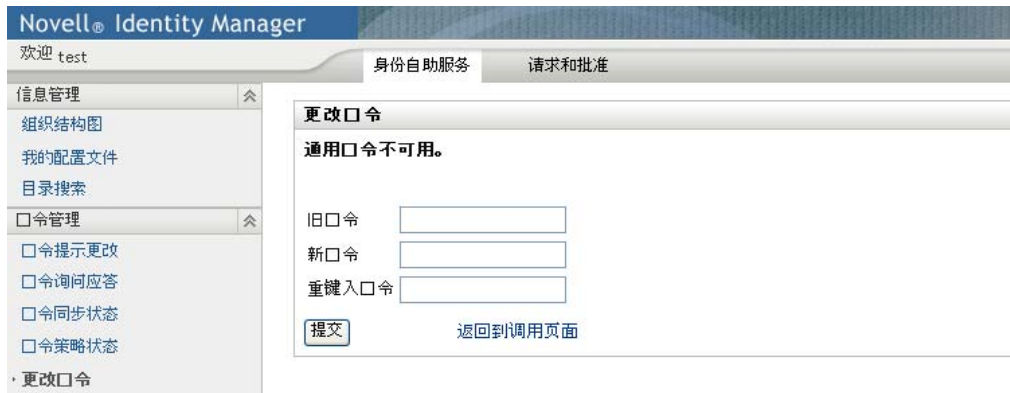 Novell® Identity Manager
欢迎 test
身份自助服务
请求和批准
信息管理
组织结构图
我的配置文件
目录搜索
口令管理
口令提示更改
口令询问应答
口令同步状态
口令策略状态
更改口令
更改口令
通用口令不可用。
旧口令
新口令
重键入口令
提交
返回到调用页面